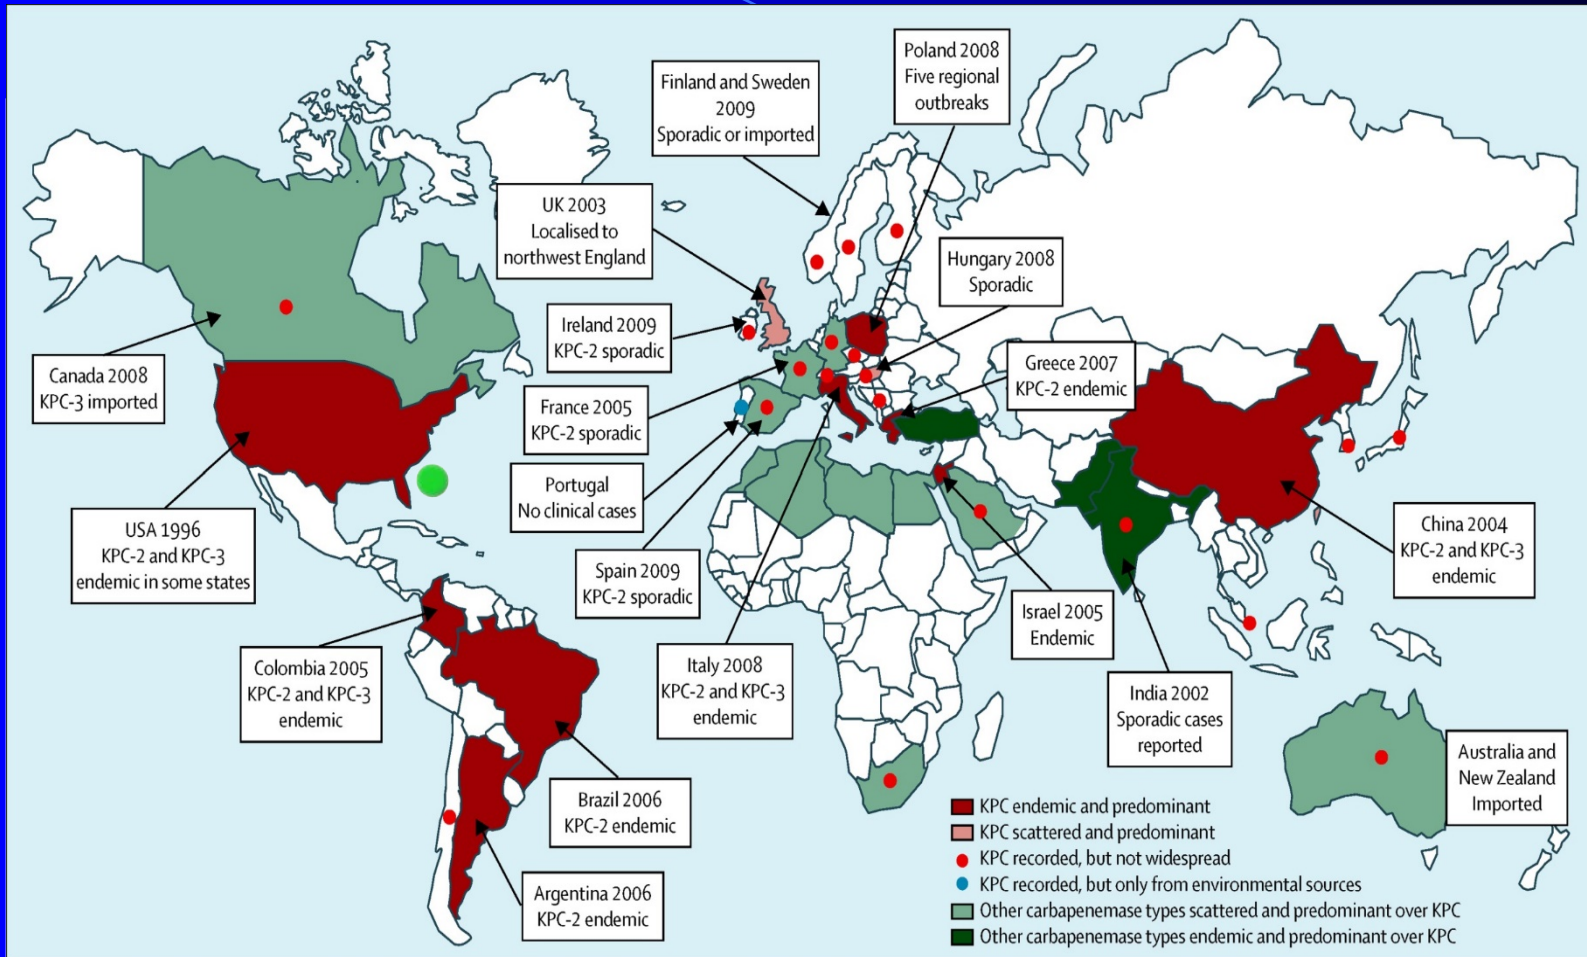 Poland 2008
Five regional
outbreaks
Finland and Sweden
2009
Sporadic or imported
UK 2003
Localised to
northwest England
Hungary 2008
Sporadic
Ireland 2009
KPC-2 sporadic
Canada 2008
KPC-3 imported
Greece 2007
KPC-2 endemic
France 2005
KPC-2 sporadic
Portugal
No clinical cases
USA 1996
KPC-2 and KPC-3
endemic in some states
China 2004
KPC-2 and KPC-3
endemic
Spain 2009
KPC-2 sporadic
Israel 2005
Endemic
Colombia 2005
KPC-2 and KPC-3
endemic
Italy 2008
KPC-2 and KPC-3
endemic
India 2002
Sporadic cases
reported
Australia and
New Zealand
Imported
Brazil 2006
KPC-2 endemic
Argentina 2006
KPC-2 endemic
KPC endemic and predominant
KPC scattered and predominant
KPC recorded, but not widespread
KPC recorded, but only from environmental sources
Other carbapenemase types scattered and predominant over KPC
Other carbapenemase types endemic and predominant over KPC